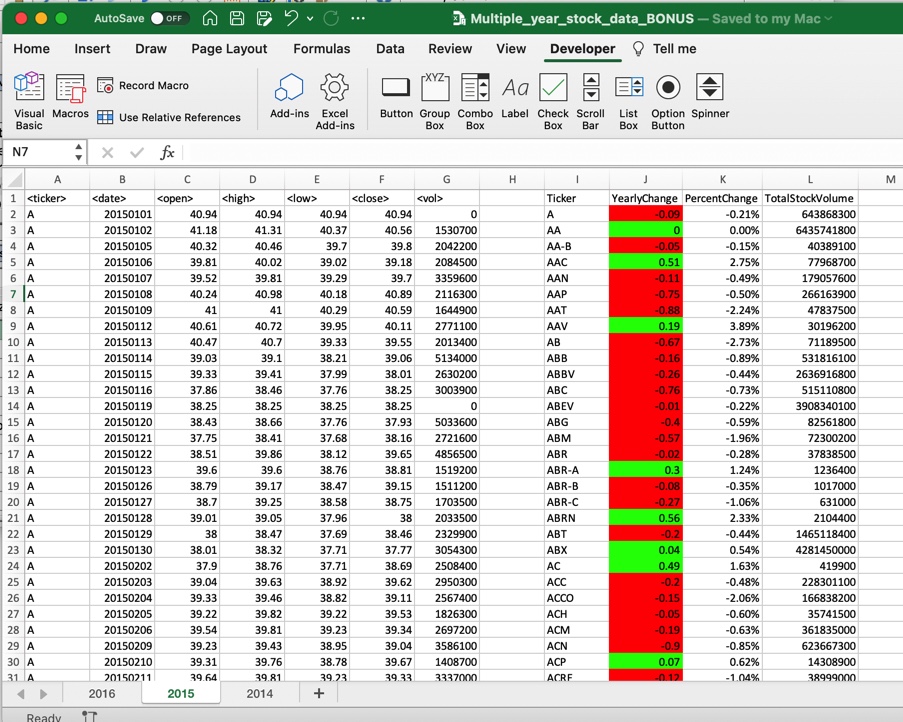 AutoSave OFF Multiple_year_stock_data_BONUS — Saved to my Mac
Home Insert Draw Page Layout Formulas Data Review View Developer Tell me
Visual Basic Macros Record Macro Use Relative References Add-ins Excel Add-ins Button Group Box Combo Box Label Check Box Scroll Bar List Box Option Button Spinner
XYZ Aa
N7 fx
A B C D E F G H I J K L M
1 <ticker> <date> <open> <high> <low> <close> <vol> Ticker YearlyChange PercentChange TotalStockVolume
2 A 20150101 40.94 40.94 40.94 40.94 0 A -0.09 -0.21% 643868300
3 A 20150102 41.18 41.31 40.37 40.56 1530700 AA 0 0.00% 6435741800
4 A 20150105 40.32 40.46 39.7 39.8 2042200 AA-B -0.05 -0.15% 40389100
5 A 20150106 39.81 40.02 39.02 39.18 2084500 AAC 0.51 2.75% 77968700
6 A 20150107 39.52 39.81 39.29 39.7 3359600 AAN -0.11 -0.49% 179057600
7 A 20150108 40.24 40.98 40.18 40.89 2116300 AAP -0.75 -0.50% 266163900
8 A 20150109 41 41 40.29 40.59 1644900 AAT -0.88 -2.24% 47837500
9 A 20150112 40.61 40.72 39.95 40.11 2771100 AAV 0.19 3.89% 30196200
10 A 20150113 40.47 40.7 39.33 39.55 2013400 AB -0.67 -2.73% 71189500
11 A 20150114 39.03 39.1 38.21 39.06 5134000 ABB -0.16 -0.89% 531816100
12 A 20150115 39.33 39.41 37.99 38.01 2630200 ABBV -0.26 -0.44% 2636916800
13 A 20150116 37.86 38.46 37.76 38.25 3003900 ABC -0.76 -0.73% 515110800
14 A 20150119 38.25 38.25 38.25 38.25 0 ABEV -0.01 -0.22% 3908340100
15 A 20150120 38.43 38.66 37.76 37.93 5033600 ABG -0.4 -0.59% 82561800
16 A 20150121 37.75 38.41 37.68 38.16 2721600 ABM -0.57 -1.96% 72300200
17 A 20150122 38.51 39.86 38.12 39.65 4856500 ABR -0.02 -0.28% 37838500
18 A 20150123 39.6 39.6 38.76 38.81 1519200 ABR-A 0.3 1.24% 1236400
19 A 20150126 38.79 39.17 38.47 39.15 1511200 ABR-B -0.08 -0.35% 1017000
20 A 20150127 38.7 39.25 38.58 38.75 1703500 ABR-C -0.27 -1.06% 631000
21 A 20150128 39.01 39.05 37.96 38 2033500 ABRN 0.56 2.33% 2104400
22 A 20150129 38 38.47 37.69 38.46 2329900 ABT -0.2 -0.44% 1465118400
23 A 20150130 38.01 38.32 37.71 37.77 3054300 ABX 0.04 0.54% 4281450000
24 A 20150202 37.9 38.76 37.71 38.69 2508400 AC 0.49 1.63% 419900
25 A 20150203 39.04 39.63 38.92 39.62 2950300 ACC -0.2 -0.48% 228301100
26 A 20150204 39.33 39.46 38.82 39.11 2567400 ACCO -0.15 -2.06% 166838200
27 A 20150205 39.22 39.82 39.22 39.53 1826300 ACH -0.05 -0.60% 35741500
28 A 20150206 39.54 39.81 39.23 39.34 2697200 ACM -0.19 -0.63% 361835000
29 A 20150209 39.23 39.43 38.95 39.04 3586100 ACN -0.9 -0.85% 623667300
30 A 20150210 39.31 39.76 38.78 39.67 1408700 ACP 0.07 0.62% 14308900
31 A 20150211 39.64 39.81 39.23 39.33 3337000 ACRE -0.12 -1.04% 38999000
2016 2015 2014 +
Ready